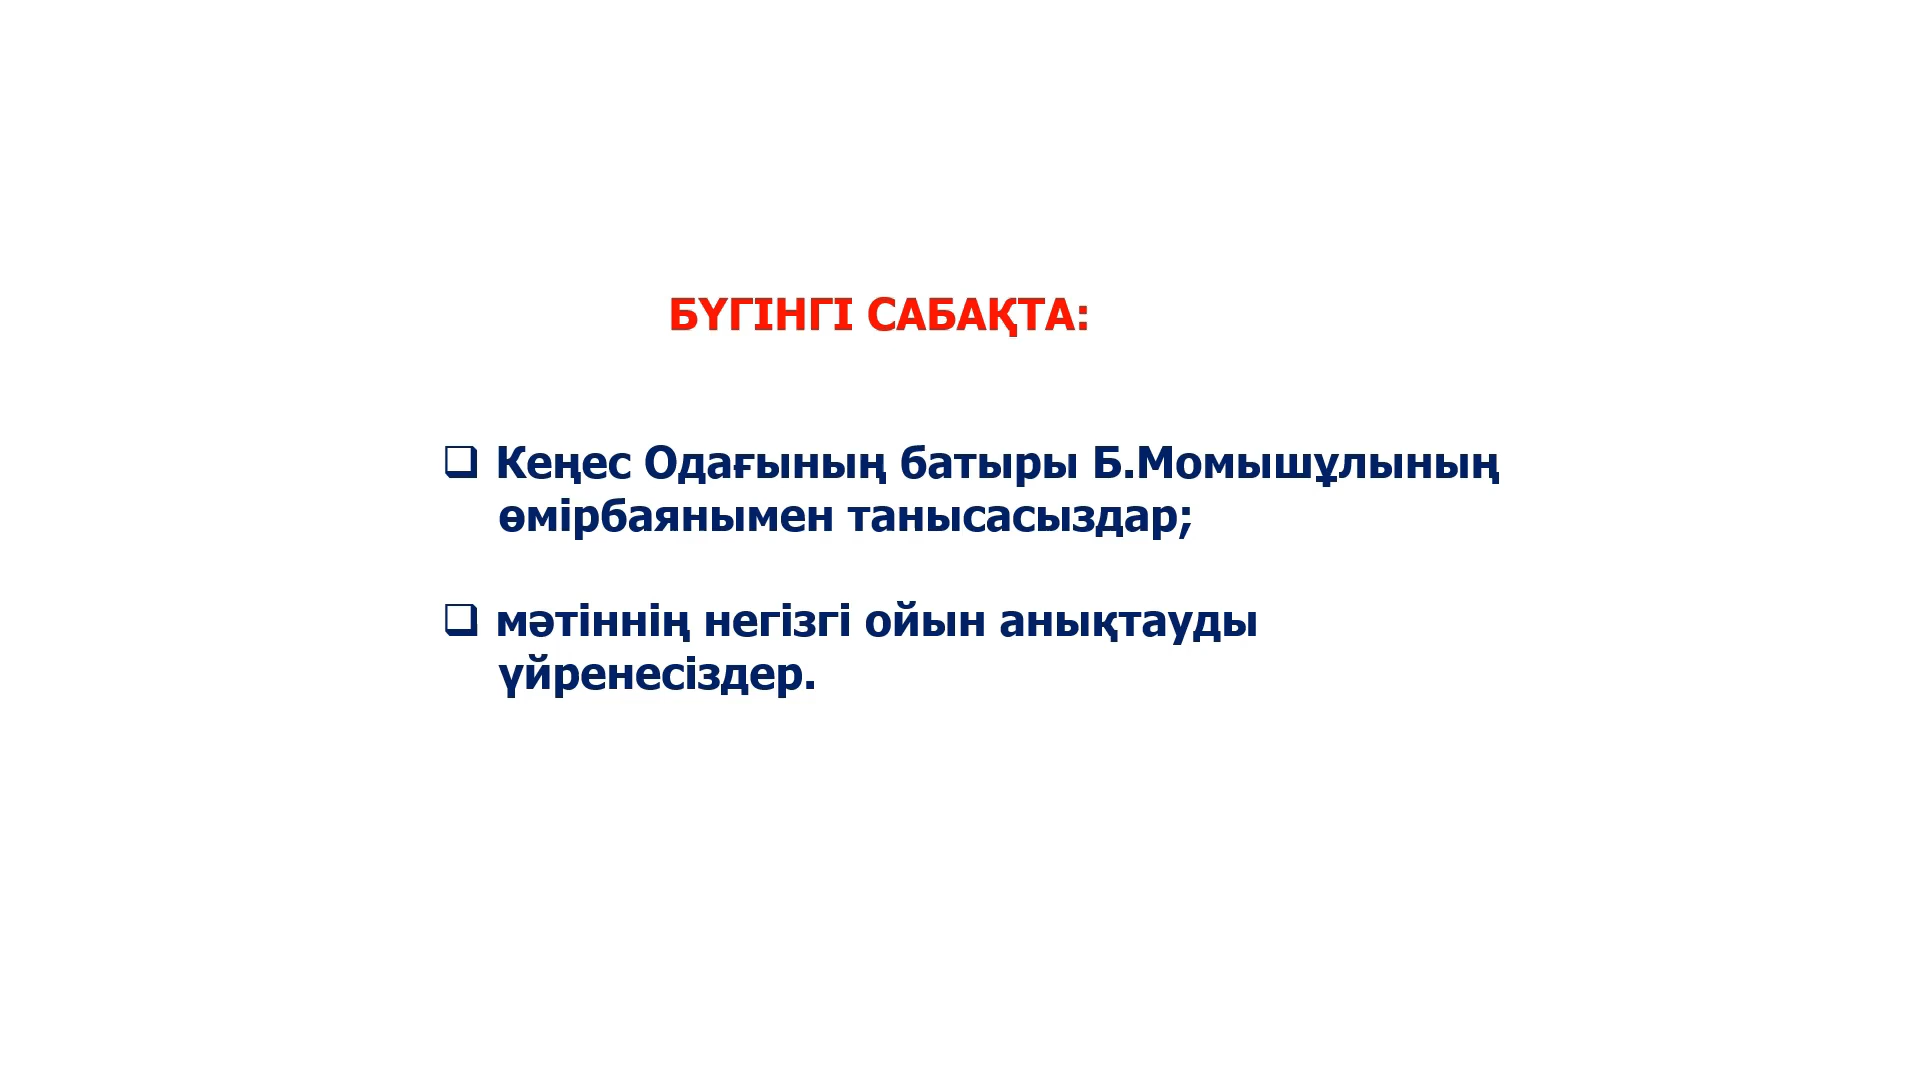 БҮГІНГІ САБАҚТА:
❑ Кеңес Одағының батыры Б.Момышұлының
өмірбаянымен танысасыздар;
❑ мәтіннің негізгі ойын анықтауды
үйренесіздер.